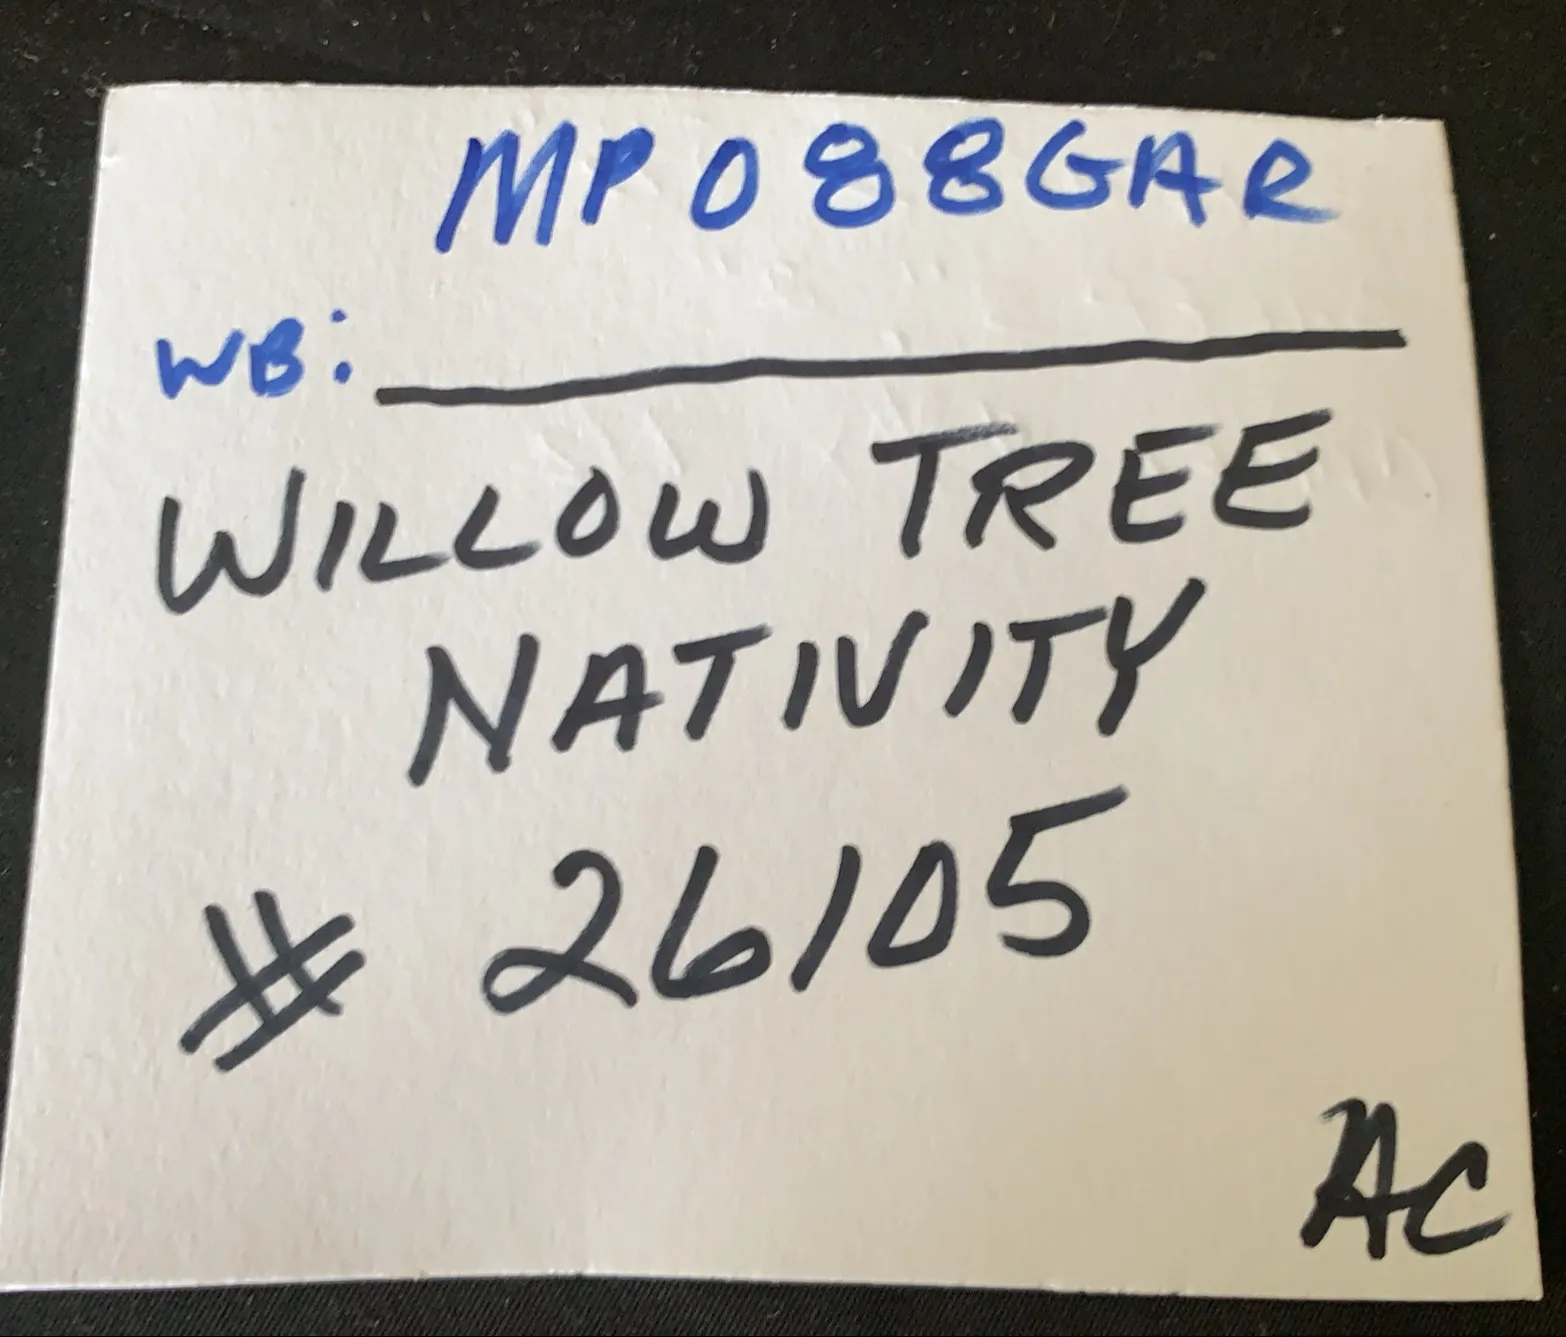 MP088GAR
WB:
WILLOW TREE
NATIVITY
# 26105
AC